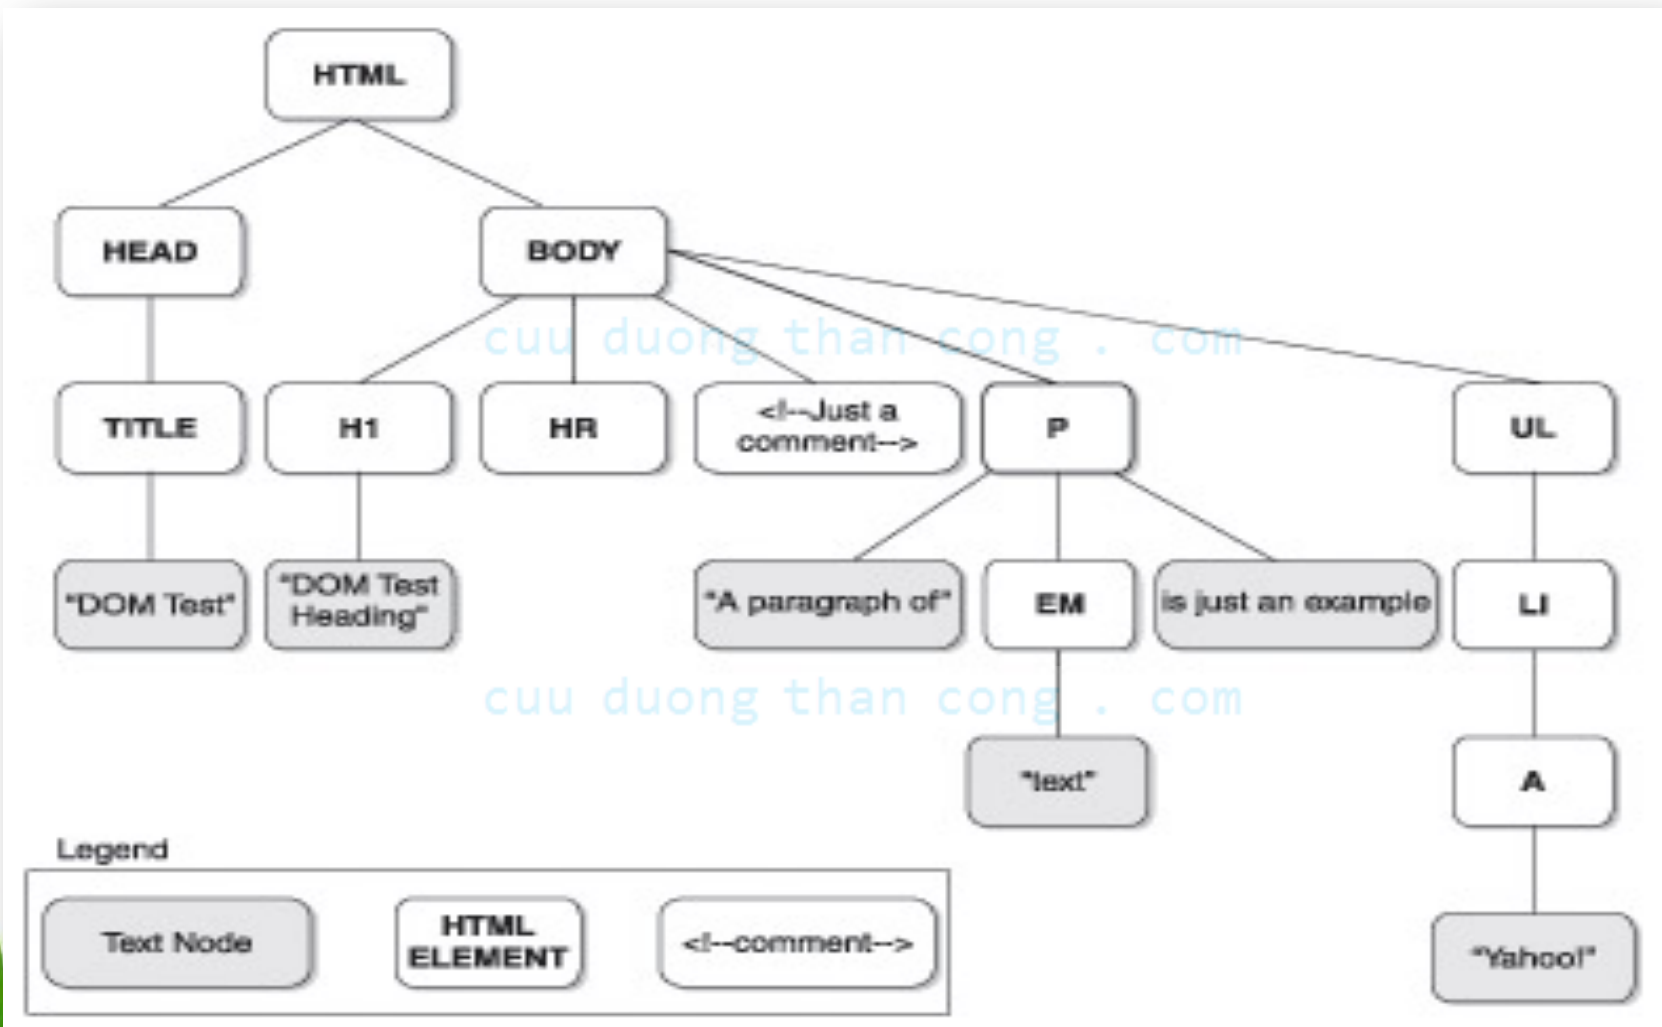 HTML
HEAD
BODY
cuu duong than cong . com
TITLE
H1
HR
<!--Just a
comment-->
P
UL
"DOM Test"
"DOM Test
Heading"
"A paragraph of"
EM
is just an example
LI
cuu duong than cong . com
"text"
A
Legend
Text Node
HTML
ELEMENT
<!--comment-->
"Yahoo!"